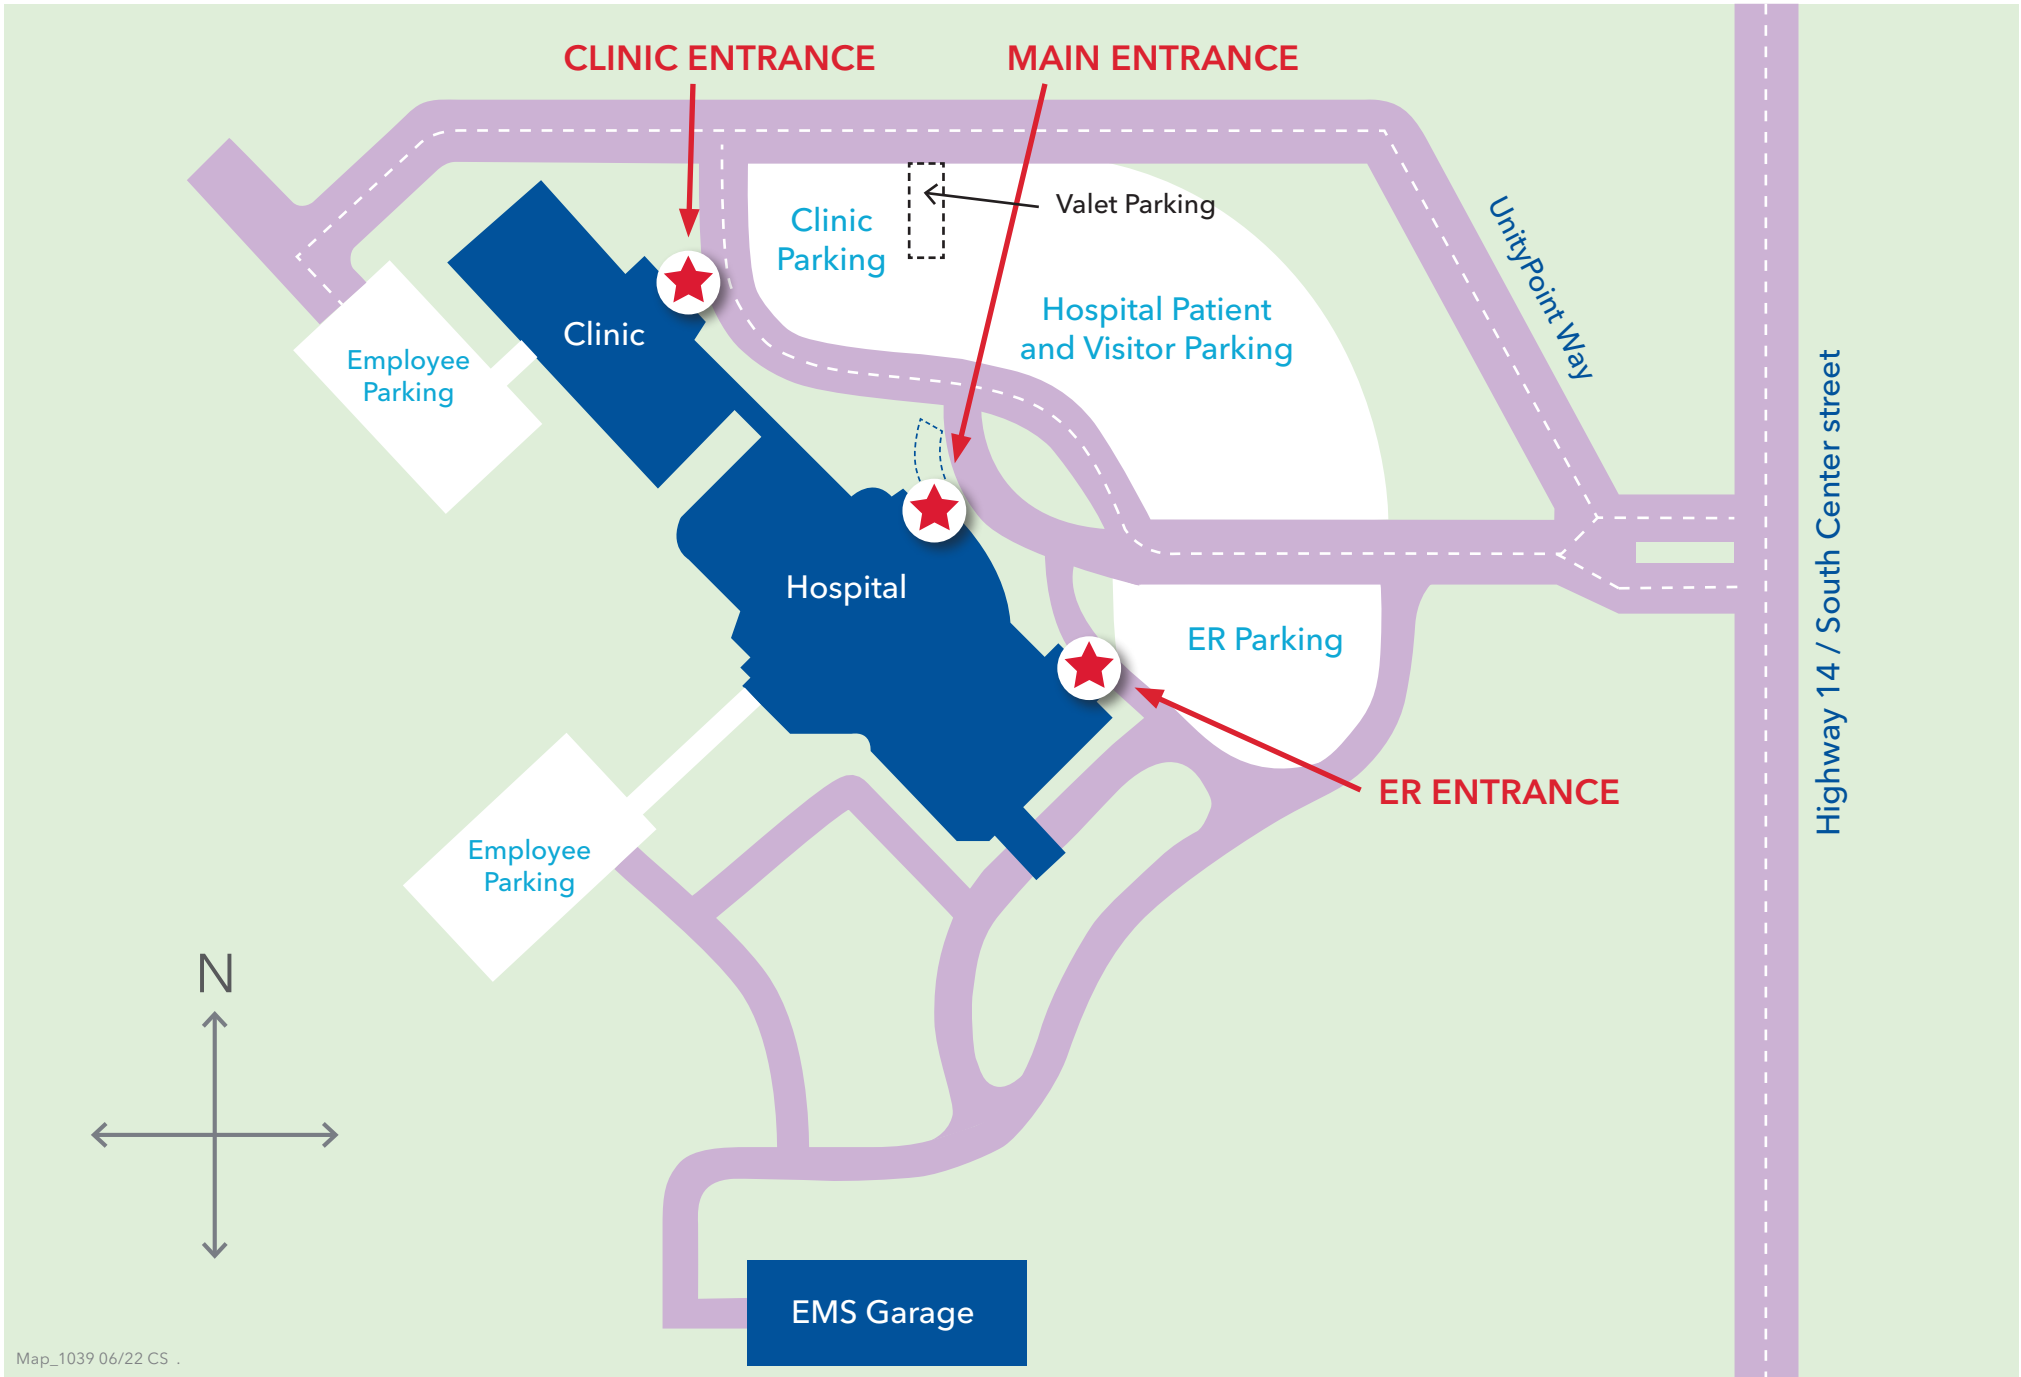 CLINIC ENTRANCE
MAIN ENTRANCE
Valet Parking
Clinic
Parking
UnityPoint Way
Hospital Patient
and Visitor Parking
Clinic
Employee
Parking
Highway 14 / South Center street
Hospital
ER Parking
ER ENTRANCE
Employee
Parking
N
EMS Garage
Map_1039 06/22 CS .